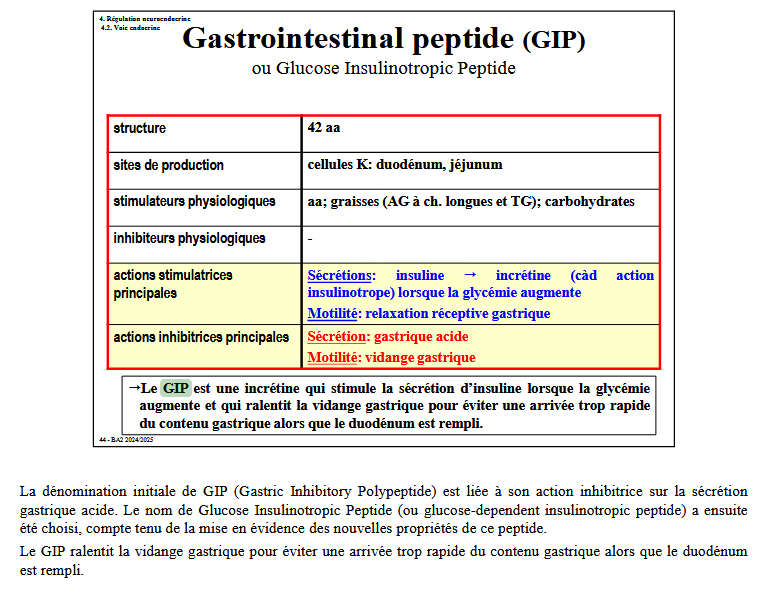 4. Régulation neuroendocrine
4.2. Voie endocrine
Gastrointestinal peptide (GIP)
ou Glucose Insulinotropic Peptide
structure
42 aa
sites de production
cellules K: duodénum, jéjunum
stimulateurs physiologiques
aa; graisses (AG à ch. longues et TG); carbohydrates
inhibiteurs physiologiques
-
actions stimulatrices
principales
Sécrétions: insuline → incrétine (càd action
insulinotrope) lorsque la glycémie augmente
Motilité: relaxation réceptive gastrique
actions inhibitrices principales
Sécrétion: gastrique acide
Motilité: vidange gastrique
→Le GIP est une incrétine qui stimule la sécrétion d’insuline lorsque la glycémie
augmente et qui ralentit la vidange gastrique pour éviter une arrivée trop rapide
du contenu gastrique alors que le duodénum est rempli.
44 - BA2 2024/2025
La dénomination initiale de GIP (Gastric Inhibitory Polypeptide) est liée à son action inhibitrice sur la sécrétion
gastrique acide. Le nom de Glucose Insulinotropic Peptide (ou glucose-dependent insulinotropic peptide) a ensuite
été choisi, compte tenu de la mise en évidence des nouvelles propriétés de ce peptide.
Le GIP ralentit la vidange gastrique pour éviter une arrivée trop rapide du contenu gastrique alors que le duodénum
est rempli.